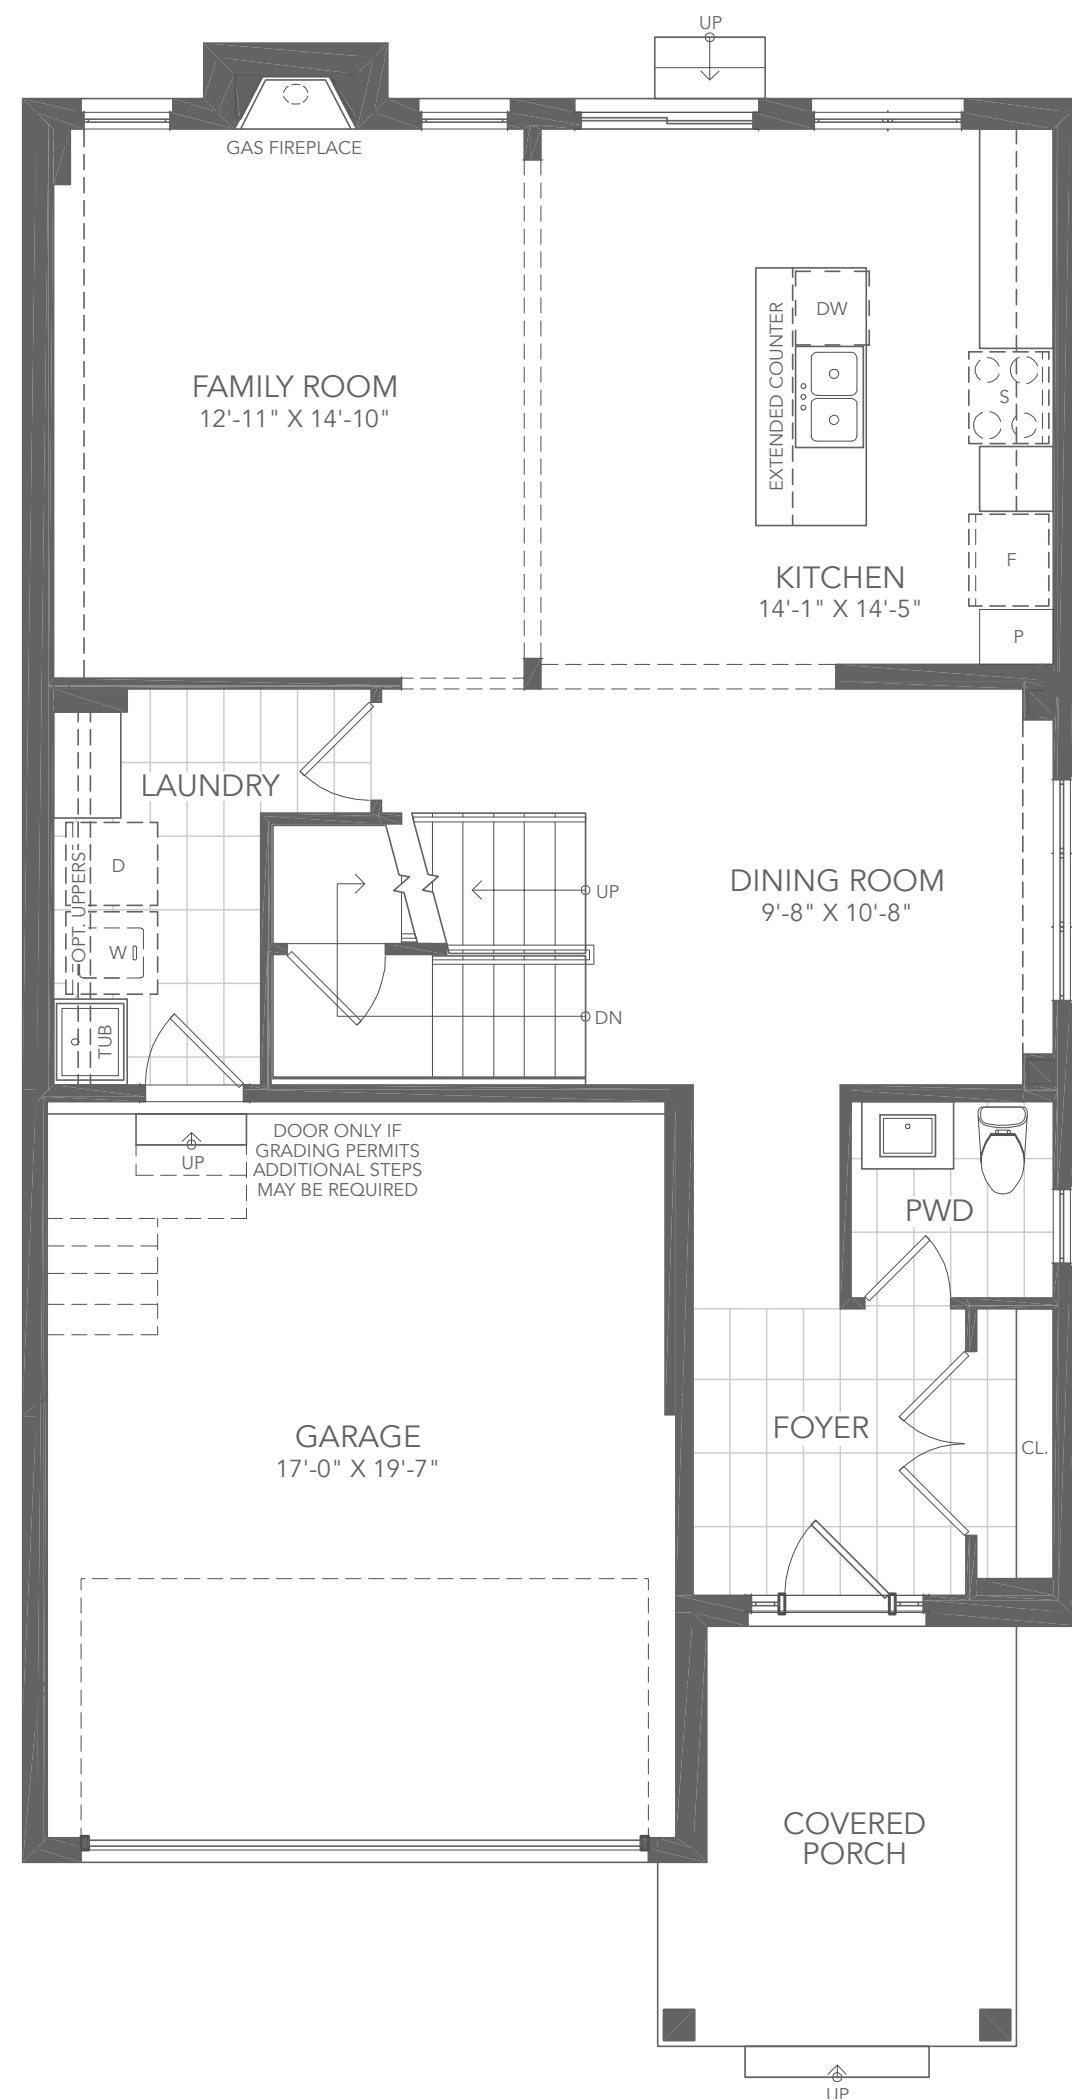 UP
GAS FIREPLACE
DW
EXTENDED COUNTER
S
FAMILY ROOM
12'-11" X 14'-10"
F
KITCHEN
14'-1" X 14'-5"
P
LAUNDRY
OPT. UPPERS
D
W
TUB
UP
DN
DINING ROOM
9'-8" X 10'-8"
UP
DOOR ONLY IF
GRADING PERMITS
ADDITIONAL STEPS
MAY BE REQUIRED
PWD
FOYER
CL.
GARAGE
17'-0" X 19'-7"
COVERED
PORCH
UP